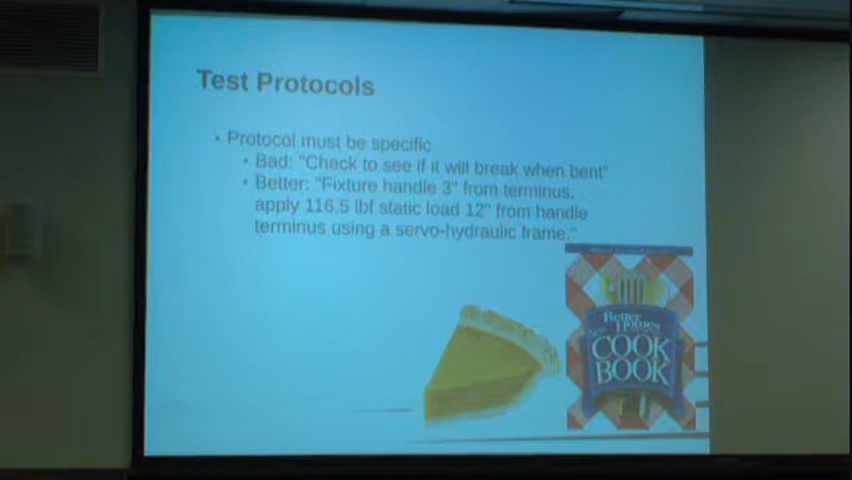 Test Protocols
• Protocol must be specific
• Bad: "Check to see if it will break when bent"
• Better: "Fixture handle 3" from terminus,
apply 116.5 lbf static load 12" from handle
terminus using a servo-hydraulic frame."
Better
Homes
New
COOK
BOOK